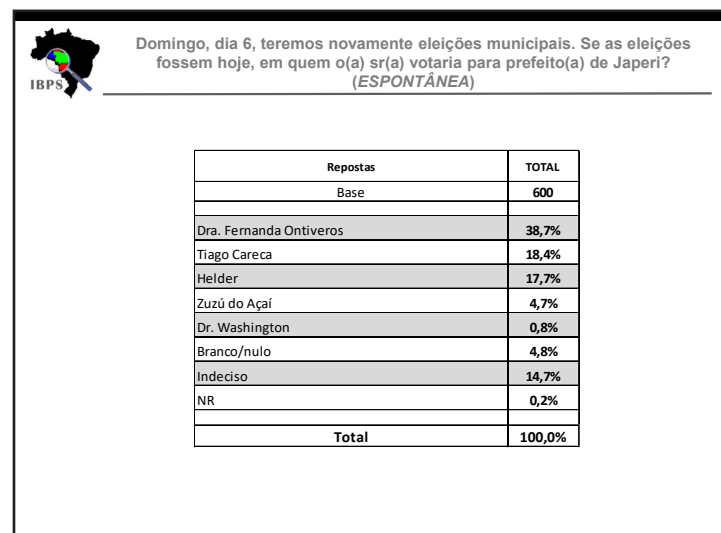 IBPS
Domingo, dia 6, teremos novamente eleições municipais. Se as eleições
fossem hoje, em quem o(a) sr(a) votaria para prefeito(a) de Japeri?
(ESPONTÂNEA)
Repostas TOTAL
Base 600
Dra. Fernanda Ontiveros 38,7%
Tiago Careca 18,4%
Helder 17,7%
Zuzú do Açaí 4,7%
Dr. Washington 0,8%
Branco/nulo 4,8%
Indeciso 14,7%
NR 0,2%
Total 100,0%